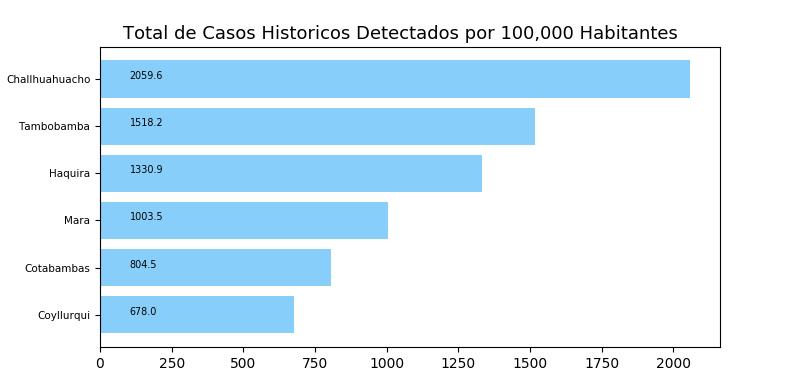 Total de Casos Historicos Detectados por 100,000 Habitantes
Challhuahuacho 2059.6
Tambobamba 1518.2
Haquira 1330.9
Mara 1003.5
Cotabambas 804.5
Coyllurqui 678.0
0 250 500 750 1000 1250 1500 1750 2000